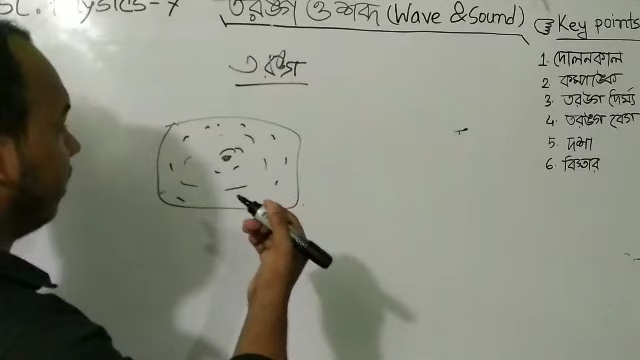 SC. Physics-7 তরঙ্গ ও শব্দ (Wave & Sound)
তরঙ্গ
Key points
1. দোলনকাল
2 কম্পাঙ্ক
3. তরঙ্গ দৈর্ঘ্য
4. তরঙ্গ বেগ
5. দশা
6. বিস্তার